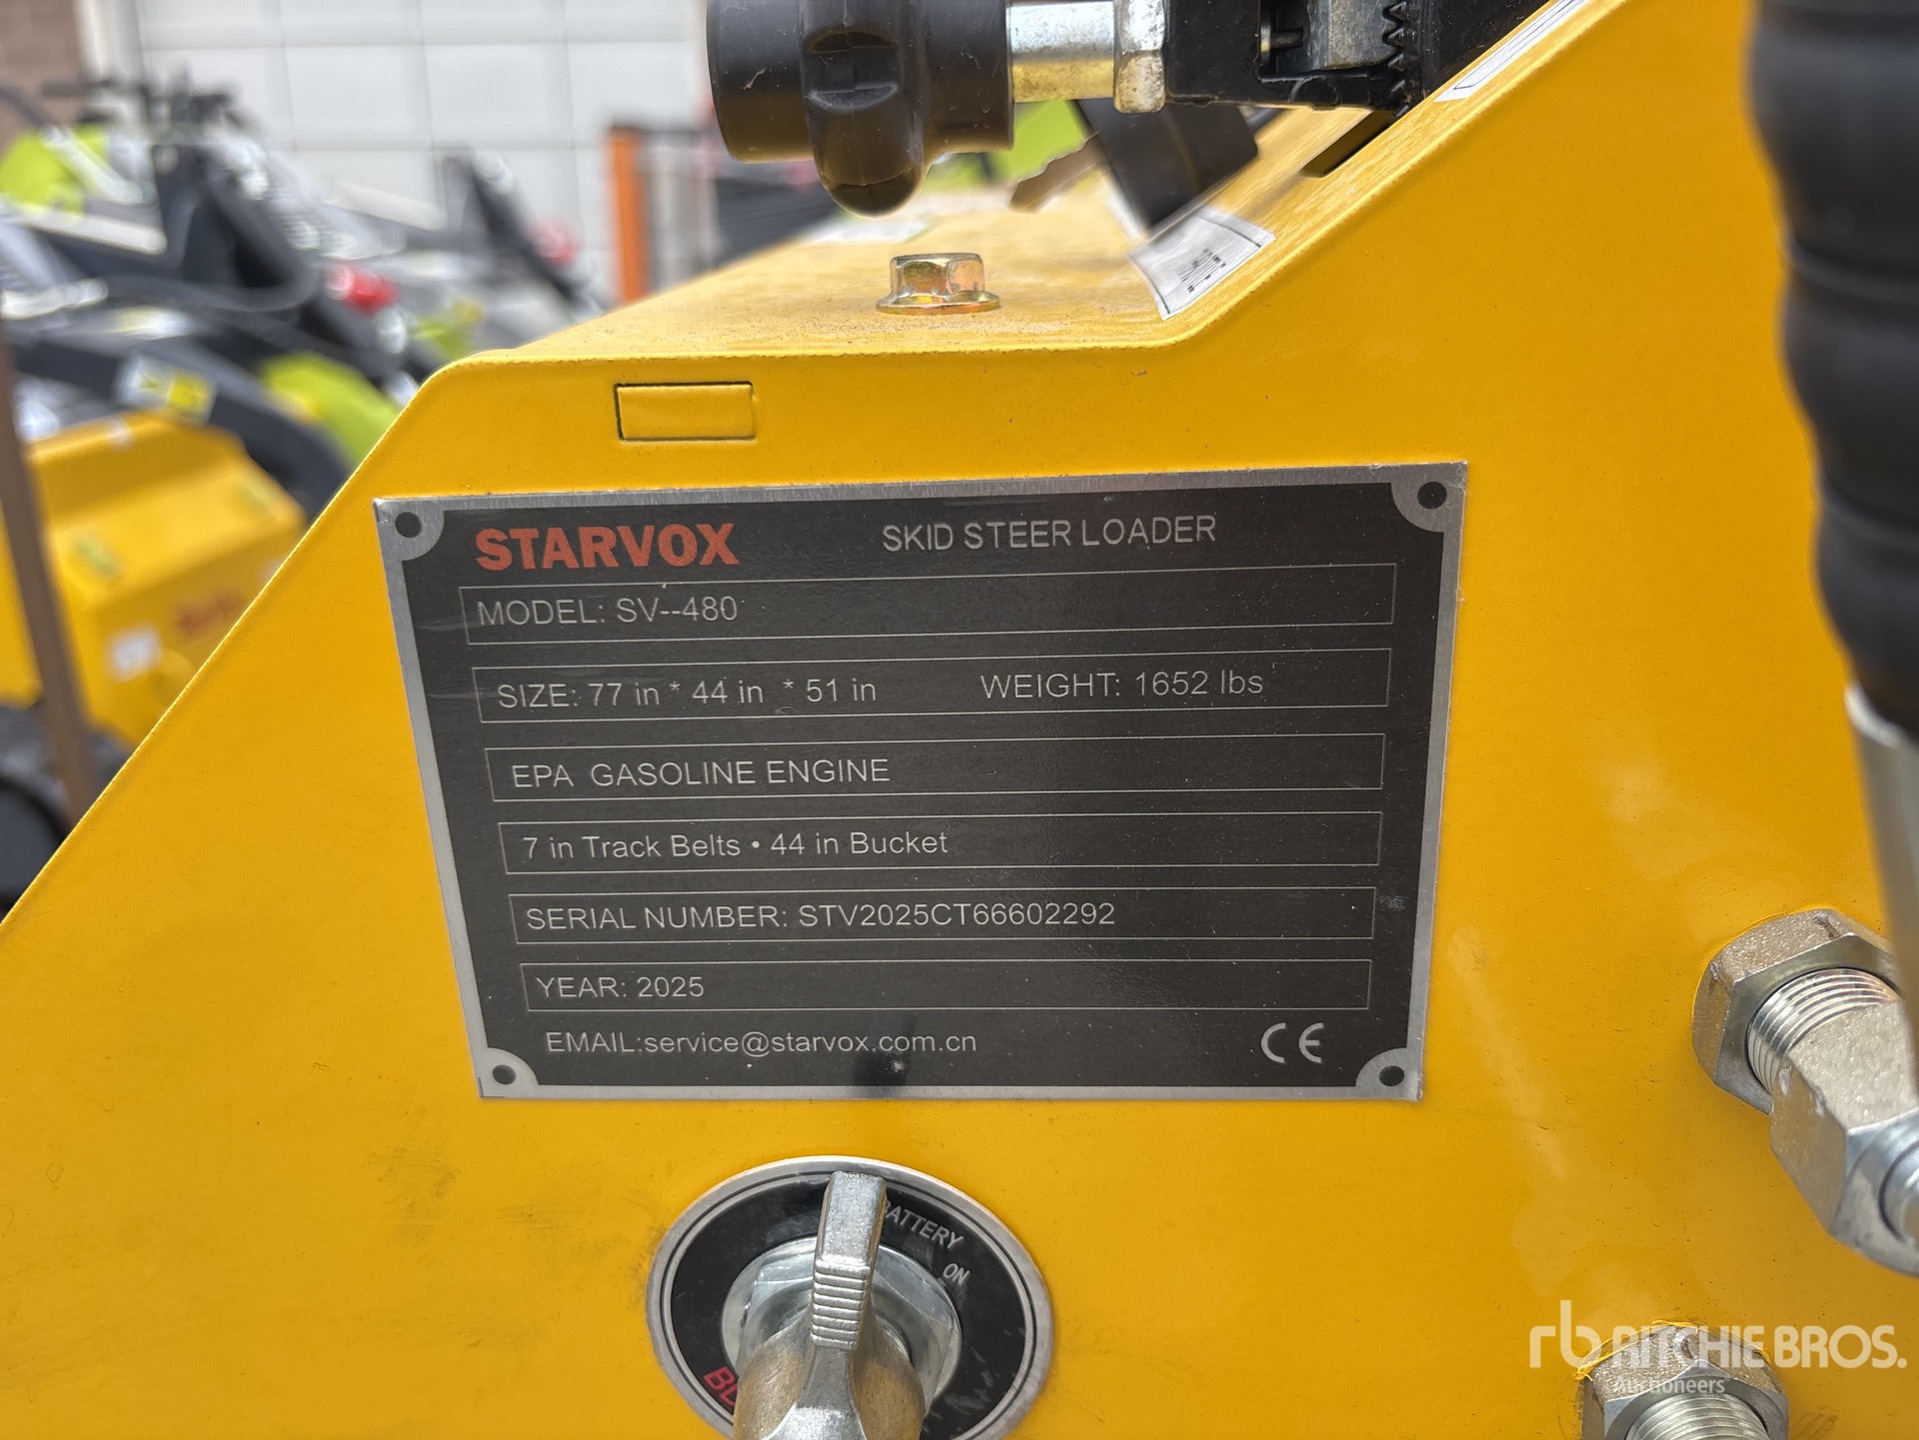 STARVOX SKID STEER LOADER
MODEL: SV--480
SIZE: 77 in * 44 in * 51 in WEIGHT: 1652 lbs
EPA GASOLINE ENGINE
7 in Track Belts • 44 in Bucket
SERIAL NUMBER: STV2025CT66602292
YEAR: 2025
EMAIL:service@starvox.com.cn CE
BATTERY
ON
rb RITCHIE BROS.
Auctioneers